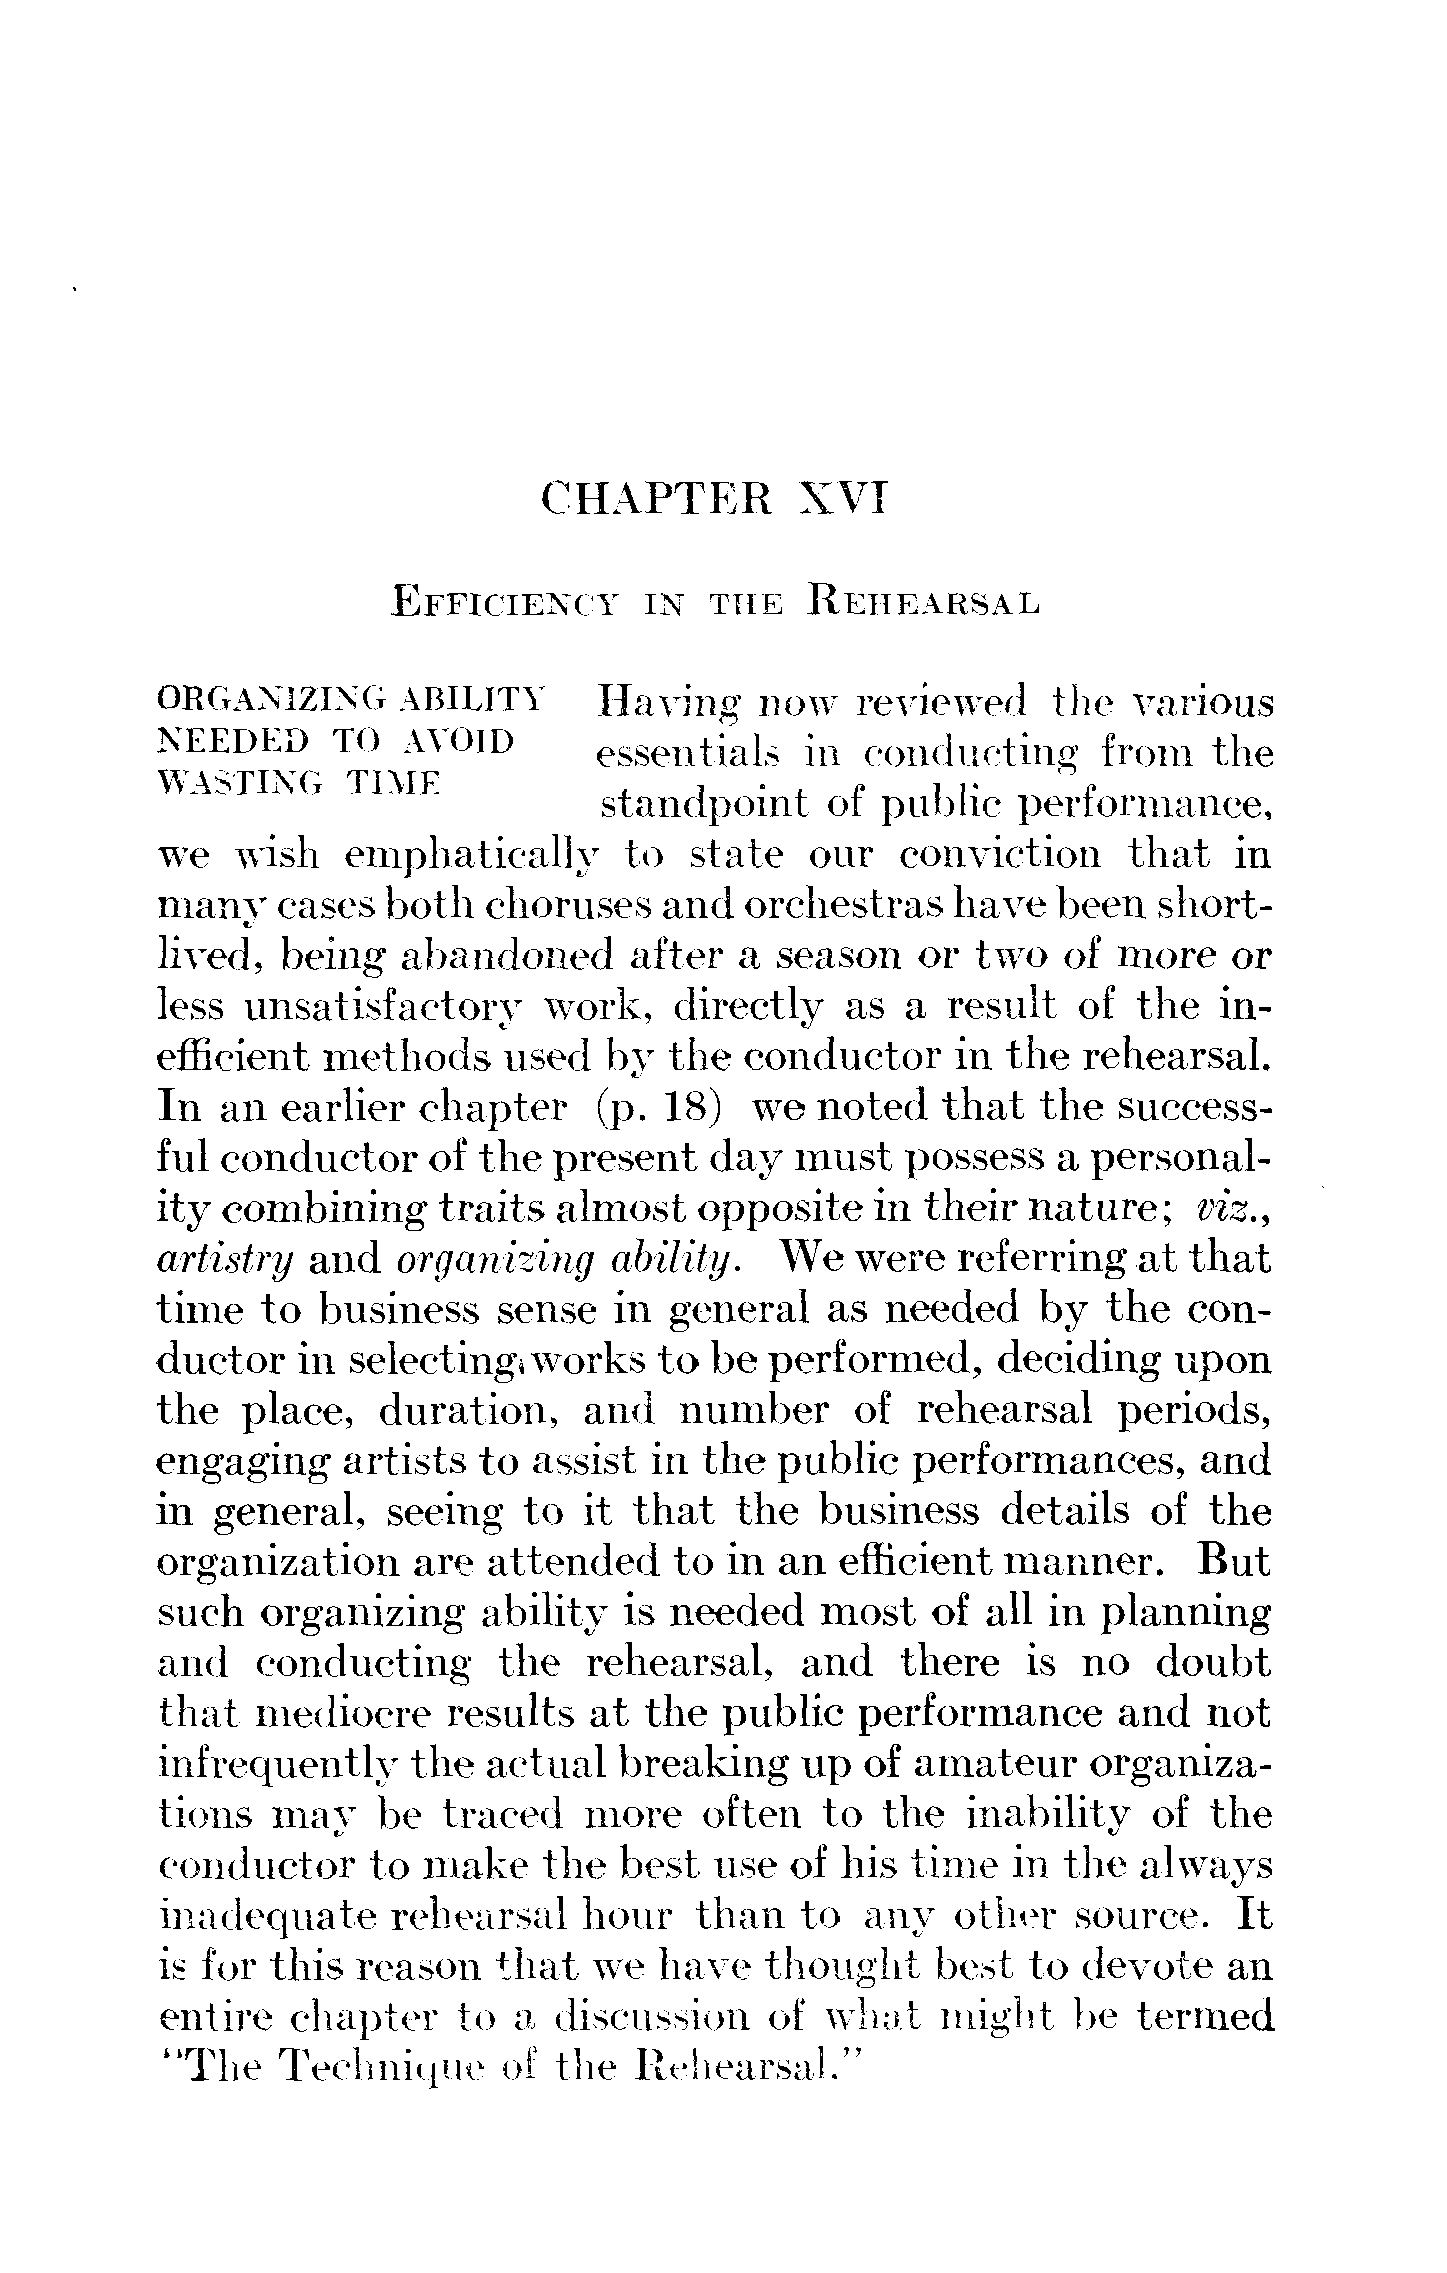 CHAPTER XVI
EFFICIENCY IN THE REHEARSAL
ORGANIZING ABILITY
NEEDED TO AVOID
WASTING TIME
Having now reviewed the various
essentials in conducting from the
standpoint of public performance,
we wish emphatically to state our conviction that in
many cases both choruses and orchestras have been short-
lived, being abandoned after a season or two of more or
less unsatisfactory work, directly as a result of the in-
efficient methods used by the conductor in the rehearsal.
In an earlier chapter (p. 18) we noted that the success-
ful conductor of the present day must possess a personal-
ity combining traits almost opposite in their nature; viz.,
artistry and organizing ability. We were referring at that
time to business sense in general as needed by the con-
ductor in selecting works to be performed, deciding upon
the place, duration, and number of rehearsal periods,
engaging artists to assist in the public performances, and
in general, seeing to it that the business details of the
organization are attended to in an efficient manner. But
such organizing ability is needed most of all in planning
and conducting the rehearsal, and there is no doubt
that mediocre results at the public performance and not
infrequently the actual breaking up of amateur organiza-
tions may be traced more often to the inability of the
conductor to make the best use of his time in the always
inadequate rehearsal hour than to any other source. It
is for this reason that we have thought best to devote an
entire chapter to a discussion of what might be termed
"The Technique of the Rehearsal."